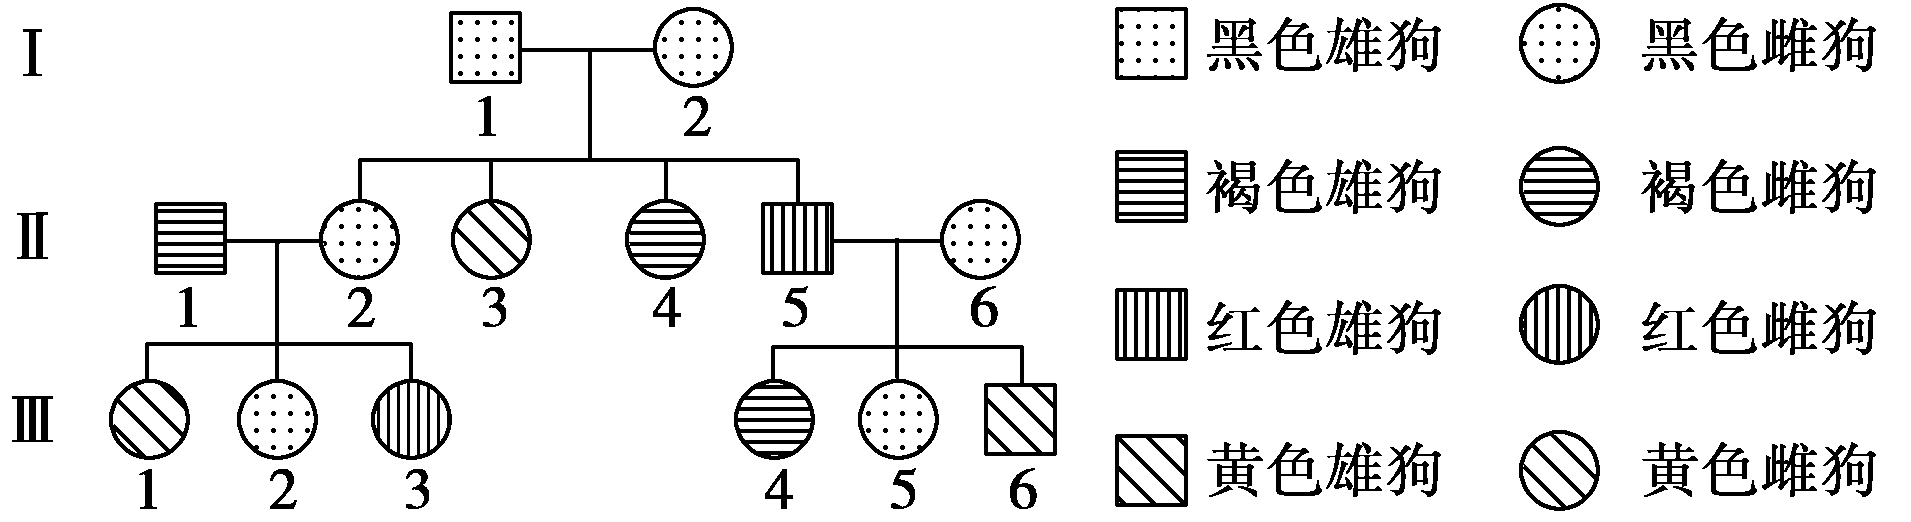 Ⅰ
1 2
Ⅱ
1 2 3 4 5 6
Ⅲ
1 2 3 4 5 6
黑色雄狗 黑色雌狗
褐色雄狗 褐色雌狗
红色雄狗 红色雌狗
黄色雄狗 黄色雌狗